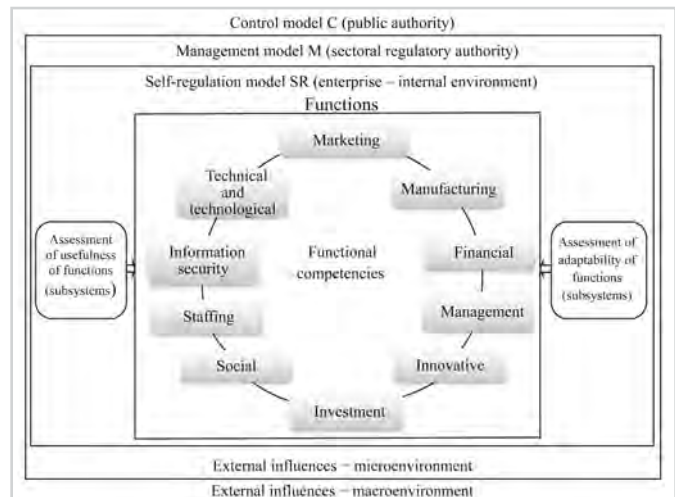 Control model C (public authority)
Management model M (sectoral regulatory authority)
Self-regulation model SR (enterprise – internal environment)
Functions
Marketing
Technical
and
technological
Manufacturing
Assessment
of usefulness
of functions
(subsystems)
Information
security
Functional
competencies
Financial
Assessment of
adaptability of
functions
(subsystems)
Staffing
Management
Social
Innovative
Investment
External influences – microenvironment
External influences – macroenvironment